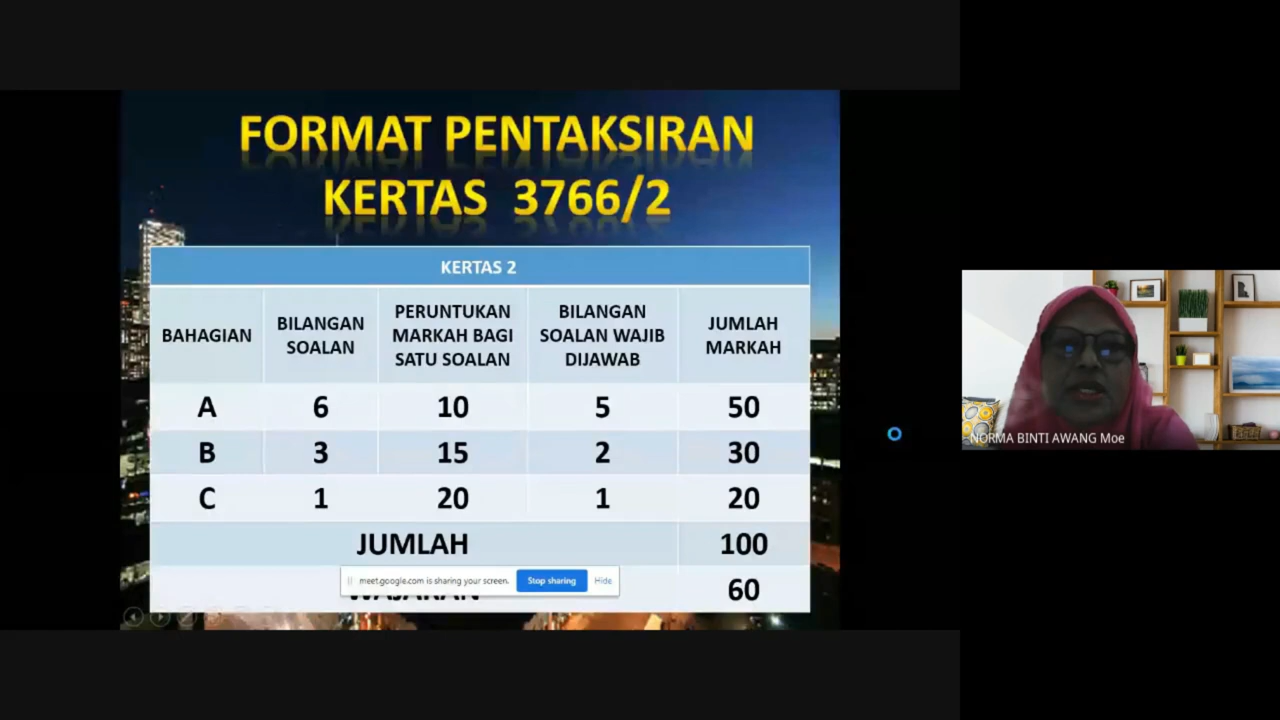 FORMAT PENTAKSIRAN
KERTAS 3766/2
KERTAS 2
BAHAGIAN
BILANGAN
SOALAN
PERUNTUKAN
MARKAH BAGI
SATU SOALAN
BILANGAN
SOALAN WAJIB
DIJAWAB
JUMLAH
MARKAH
A 6 10 5 50
B 3 15 2 30
C 1 20 1 20
JUMLAH 100
meet.google.com is sharing your screen. Stop sharing Hide
60
NORMA BINTI AWANG Moe